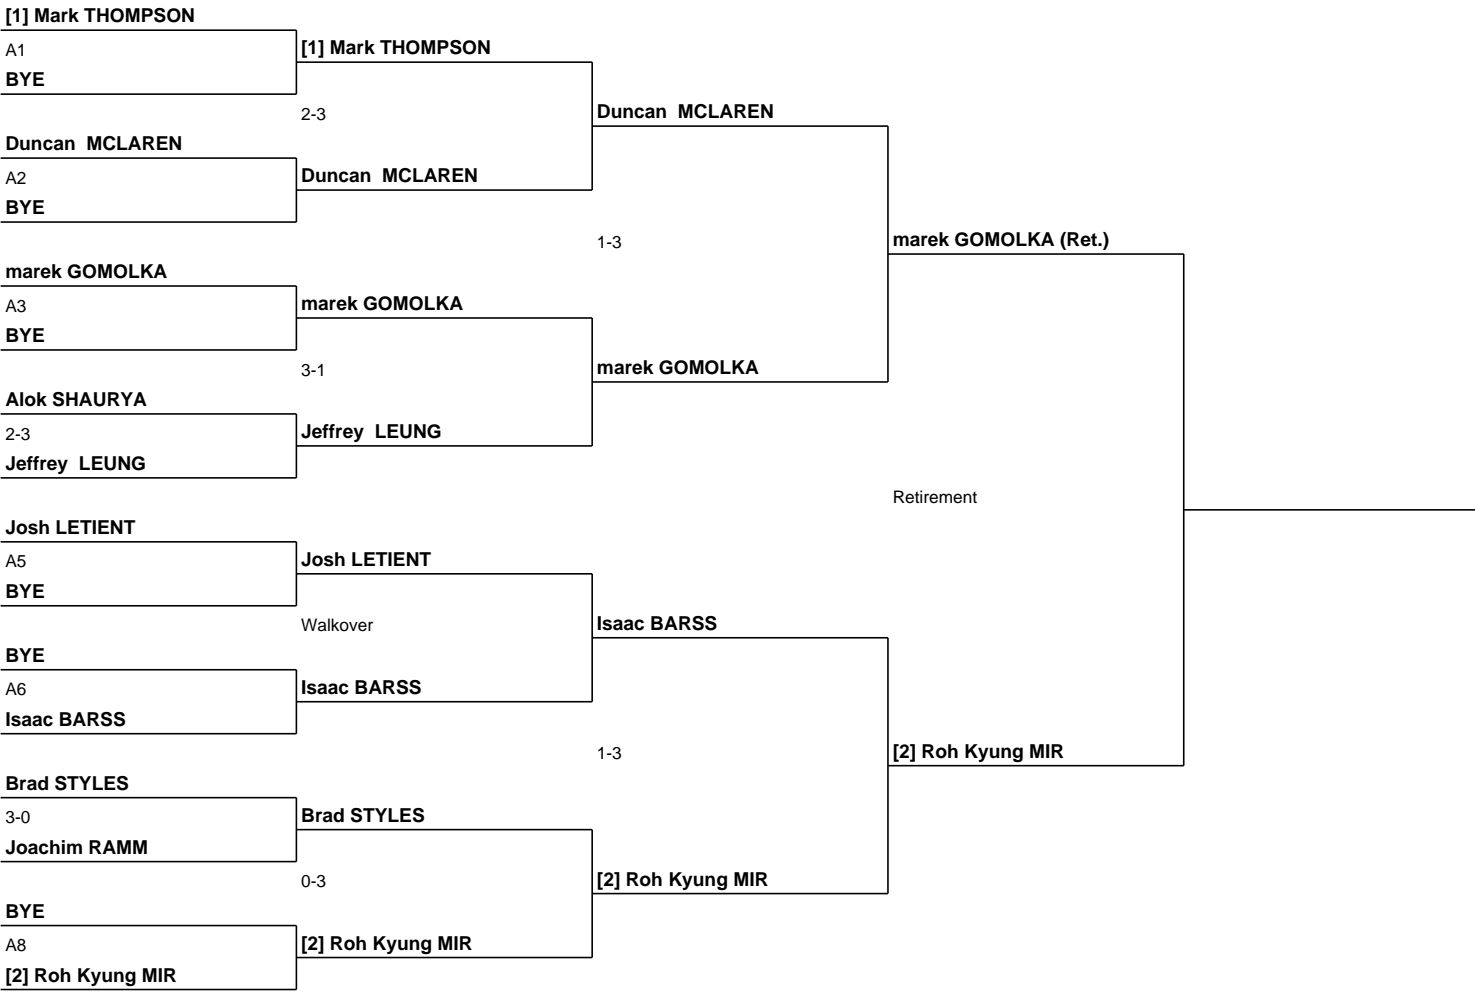 [1] Mark THOMPSON
A1
BYE
[1] Mark THOMPSON
2-3
Duncan  MCLAREN
A2
BYE
Duncan  MCLAREN
Duncan  MCLAREN
1-3
marek GOMOLKA
A3
BYE
marek GOMOLKA
3-1
Alok SHAURYA
2-3
Jeffrey  LEUNG
Jeffrey  LEUNG
marek GOMOLKA
marek GOMOLKA (Ret.)
Retirement
Josh LETIENT
A5
BYE
Josh LETIENT
Walkover
BYE
A6
Isaac BARSS
Isaac BARSS
Isaac BARSS
1-3
Brad STYLES
3-0
Joachim RAMM
Brad STYLES
0-3
BYE
A8
[2] Roh Kyung MIR
[2] Roh Kyung MIR
[2] Roh Kyung MIR
[2] Roh Kyung MIR